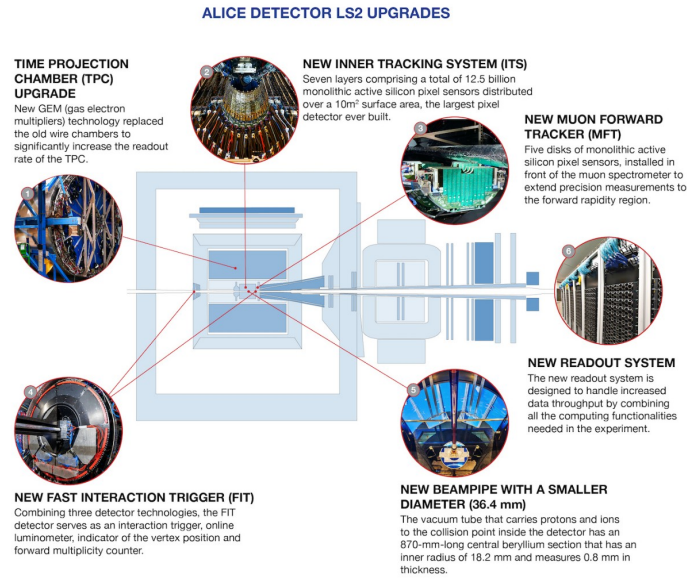 ALICE DETECTOR LS2 UPGRADES
TIME PROJECTION
CHAMBER (TPC)
UPGRADE
New GEM (gas electron
multipliers) technology replaced
the old wire chambers to
significantly increase the readout
rate of the TPC.
1
2
NEW INNER TRACKING SYSTEM (ITS)
Seven layers comprising a total of 12.5 billion
monolithic active silicon pixel sensors distributed
over a 10m² surface area, the largest pixel
detector ever built.
3
NEW MUON FORWARD
TRACKER (MFT)
Five disks of monolithic active
silicon pixel sensors, installed in
front of the muon spectrometer to
extend precision measurements to
the forward rapidity region.
6
NEW READOUT SYSTEM
The new readout system is
designed to handle increased
data throughput by combining
all the computing functionalities
needed in the experiment.
4
NEW FAST INTERACTION TRIGGER (FIT)
Combining three detector technologies, the FIT
detector serves as an interaction trigger, online
luminometer, indicator of the vertex position and
forward multiplicity counter.
5
NEW BEAMPIPE WITH A SMALLER
DIAMETER (36.4 mm)
The vacuum tube that carries protons and ions
to the collision point inside the detector has an
870-mm-long central beryllium section that has an
inner radius of 18.2 mm and measures 0.8 mm in
thickness.